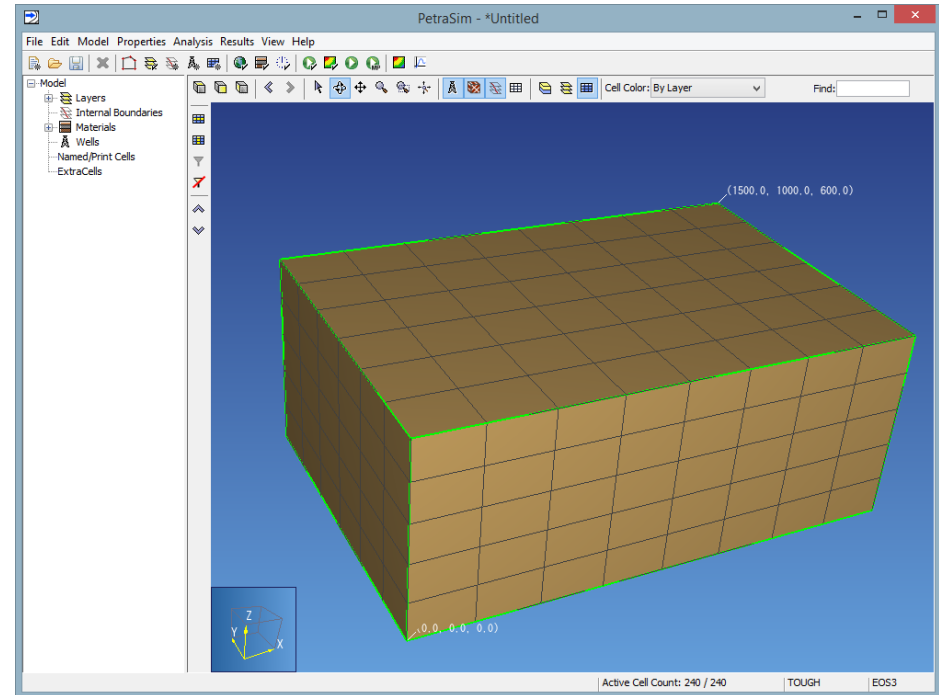 PetraSim - *Untitled
File Edit Model Properties Analysis Results View Help
Model
Layers
Internal Boundaries
Materials
Wells
Named/Print Cells
ExtraCells
Cell Color: By Layer
Find:
(1500.0, 1000.0, 600.0)
(0.0, 0.0, 0.0)
Z
Y
X
Active Cell Count: 240 / 240 TOUGH EOS3